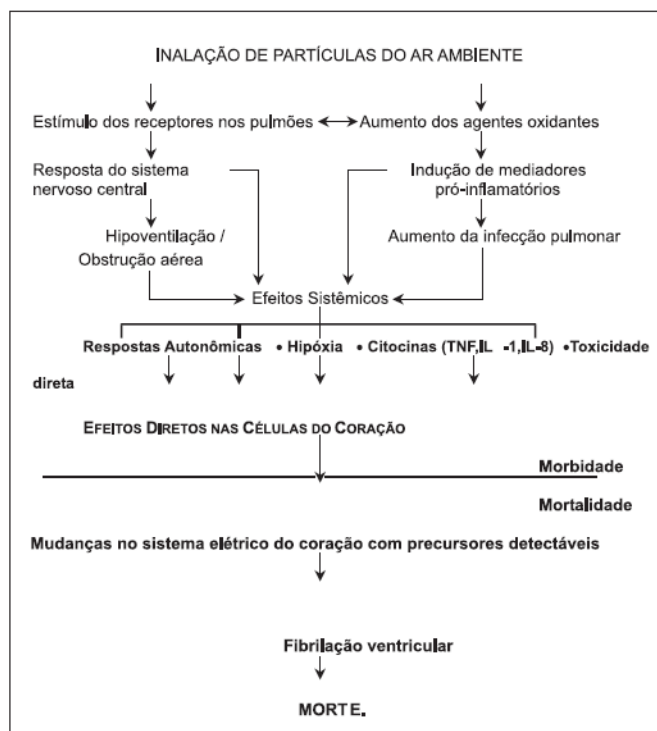 INALAÇÃO DE PARTÍCULAS DO AR AMBIENTE
Estímulo dos receptores nos pulmões
Aumento dos agentes oxidantes
Resposta do sistema
nervoso central
Indução de mediadores
pró-inflamatórios
Hipoventilação /
Obstrução aérea
Aumento da infecção pulmonar
Efeitos Sistêmicos
Respostas Autonômicas • Hipóxia • Citocinas (TNF,IL -1,IL-8) •Toxicidade
direta
EFEITOS DIRETOS NAS CÉLULAS DO CORAÇÃO
Morbidade
Mortalidade
Mudanças no sistema elétrico do coração com precursores detectáveis
Fibrilação ventricular
MORTE.